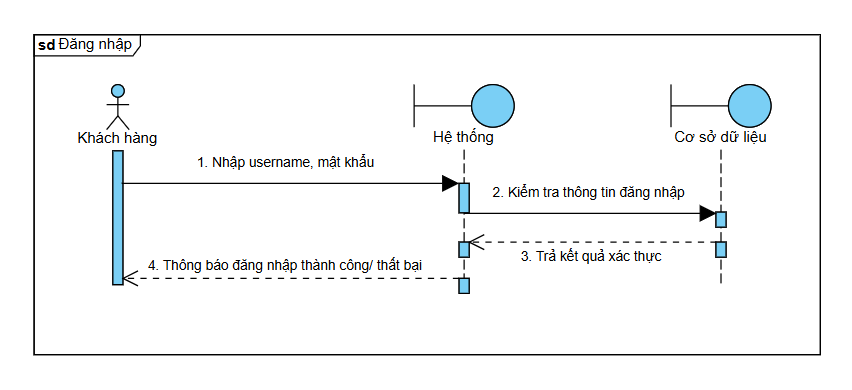 sd Đăng nhập
Khách hàng
Hệ thống
Cơ sở dữ liệu
1. Nhập username, mật khẩu
2. Kiểm tra thông tin đăng nhập
3. Trả kết quả xác thực
4. Thông báo đăng nhập thành công/ thất bại